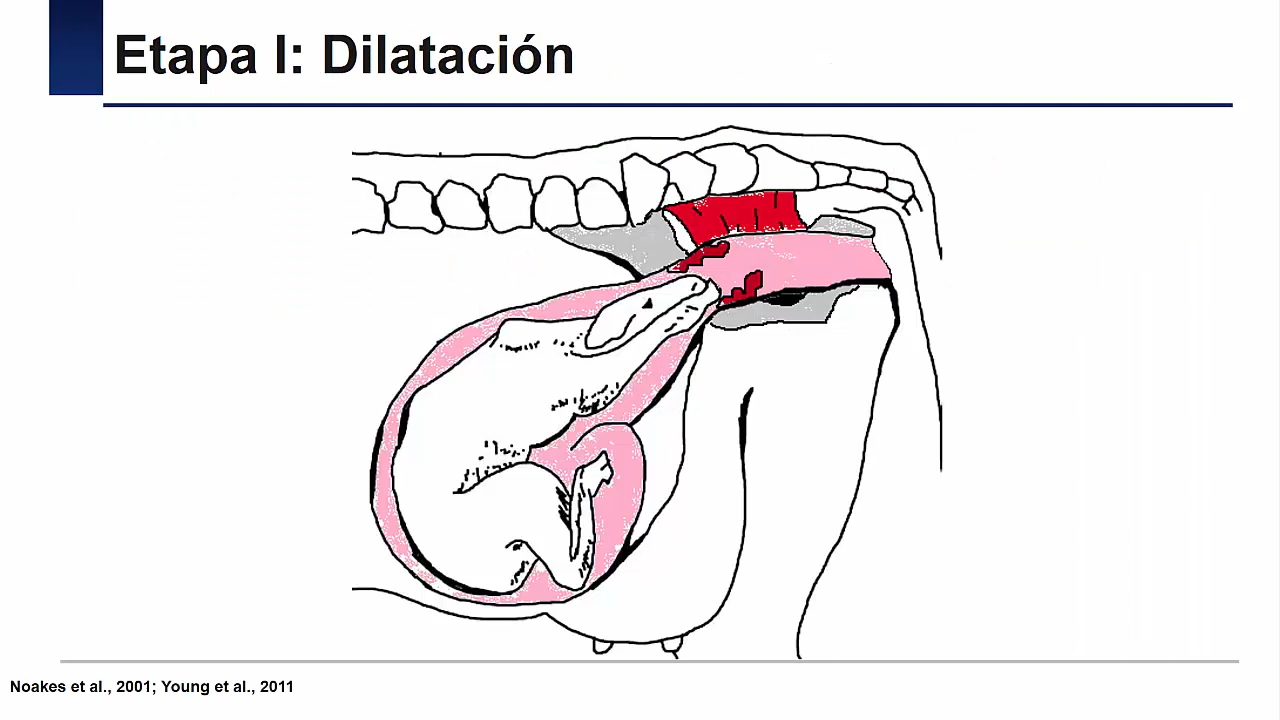 Etapa I: Dilatación
Noakes et al., 2001; Young et al., 2011